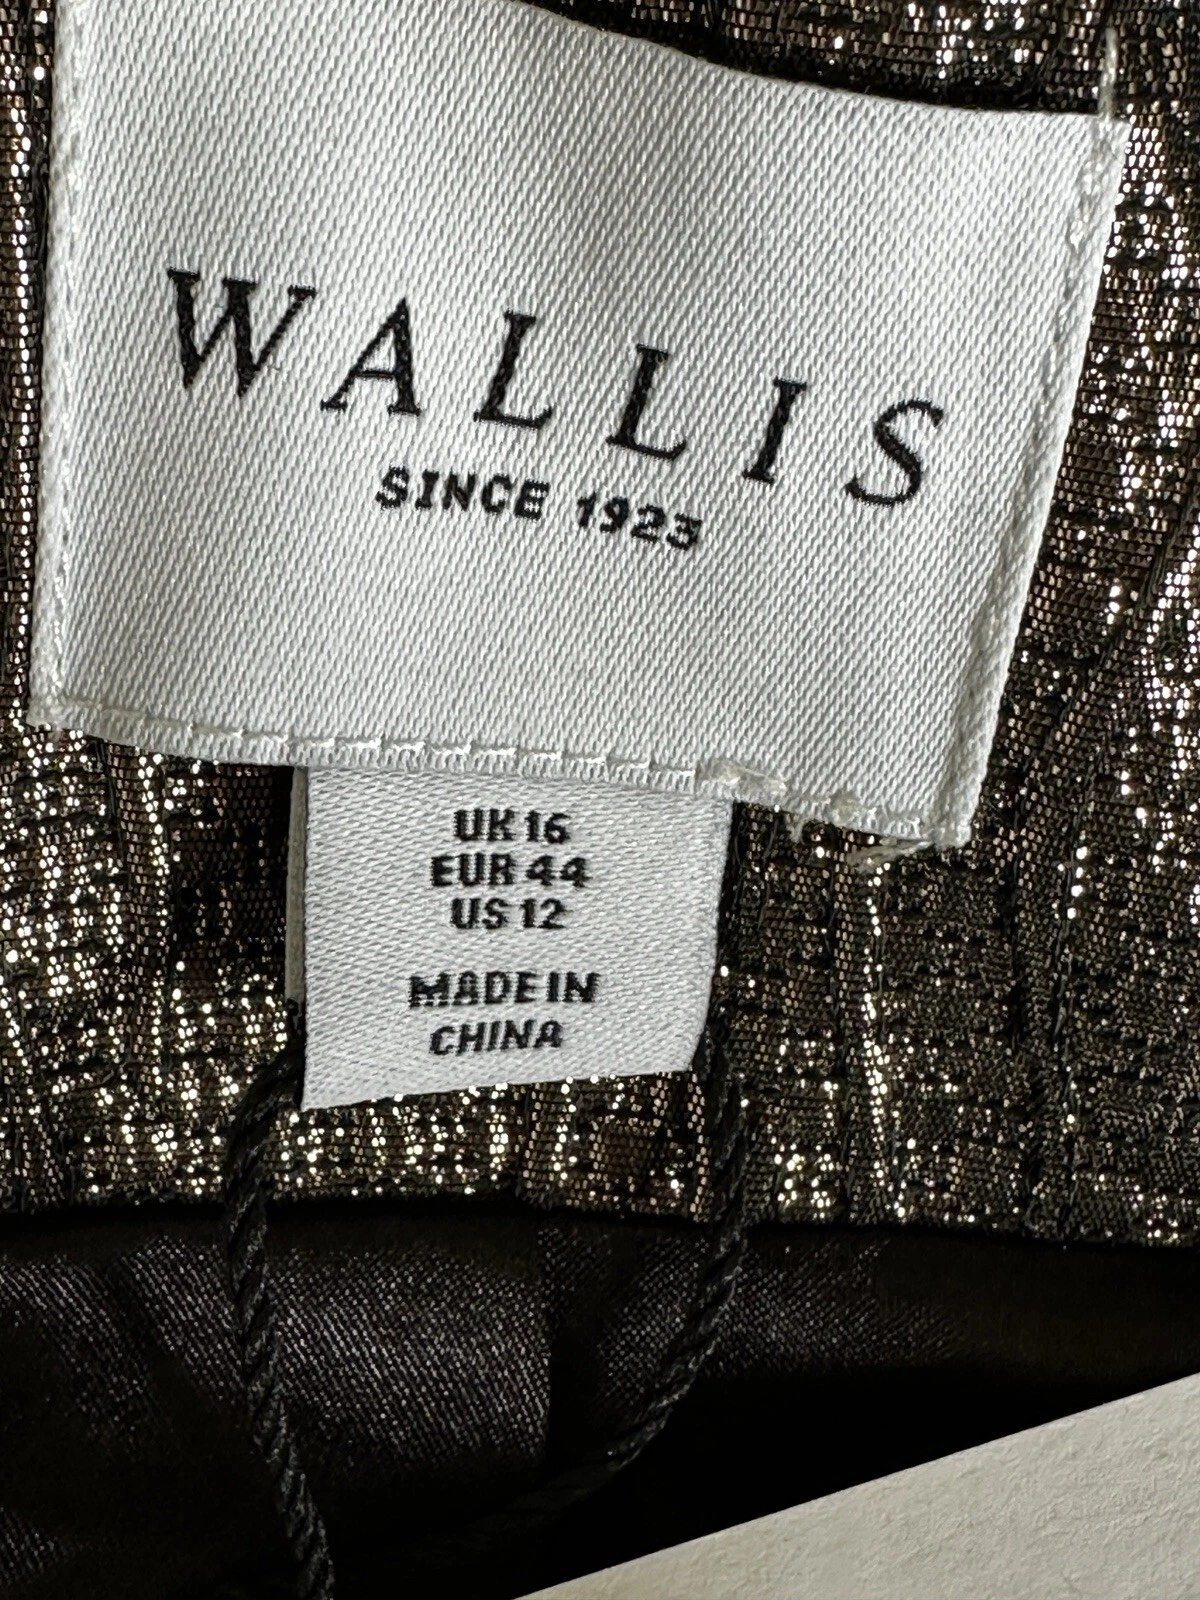 WALLIS
SINCE 1923
UK 16
EUR 44
US 12
MADE IN
CHINA